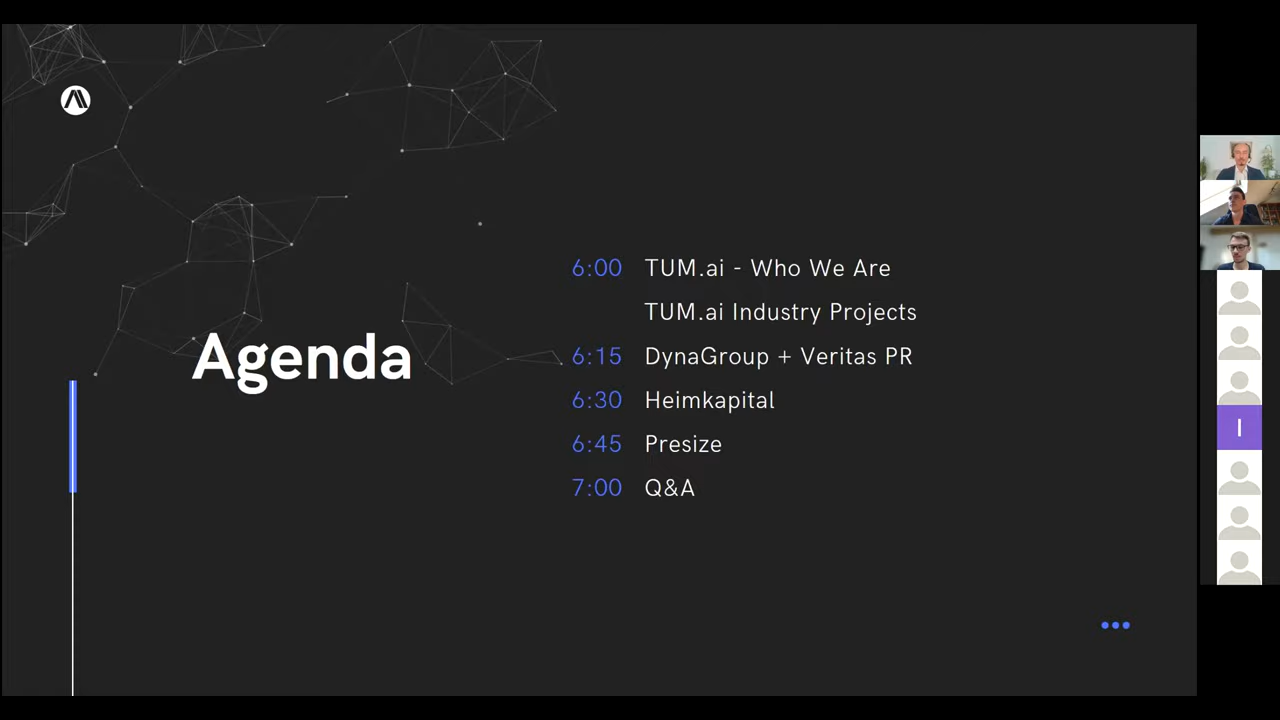 Agenda
6:00 TUM.ai - Who We Are
TUM.ai Industry Projects
6:15 DynaGroup + Veritas PR
6:30 Heimkapital
6:45 Presize
7:00 Q&A
I